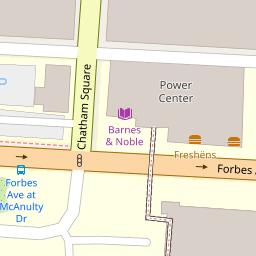 Chatham Square
Power
Center
Barnes
& Noble
Freshëns
Forbes
Forbes
Ave at
McAnulty
Dr